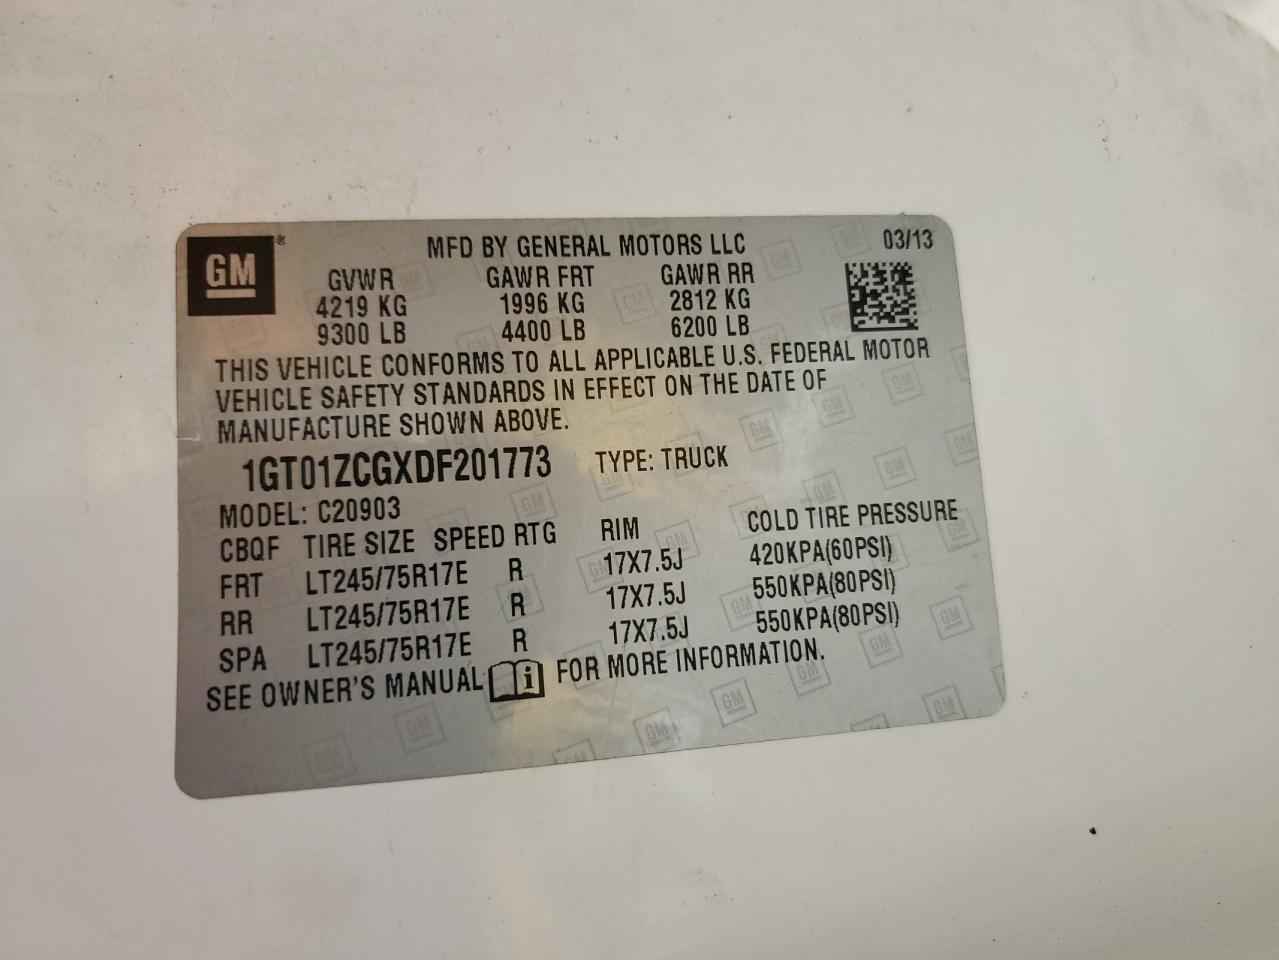 GM ®
MFD BY GENERAL MOTORS LLC 03/13
GVWR GAWR FRT GAWR RR
4219 KG 1996 KG 2812 KG
9300 LB 4400 LB 6200 LB
THIS VEHICLE CONFORMS TO ALL APPLICABLE U.S. FEDERAL MOTOR
VEHICLE SAFETY STANDARDS IN EFFECT ON THE DATE OF
MANUFACTURE SHOWN ABOVE.
1GT01ZCGXDF201773 TYPE: TRUCK
MODEL: C20903
CBQF TIRE SIZE SPEED RTG RIM COLD TIRE PRESSURE
FRT LT245/75R17E R 17X7.5J 420KPA(60PSI)
RR LT245/75R17E R 17X7.5J 550KPA(80PSI)
SPA LT245/75R17E R 17X7.5J 550KPA(80PSI)
SEE OWNER'S MANUAL i FOR MORE INFORMATION.